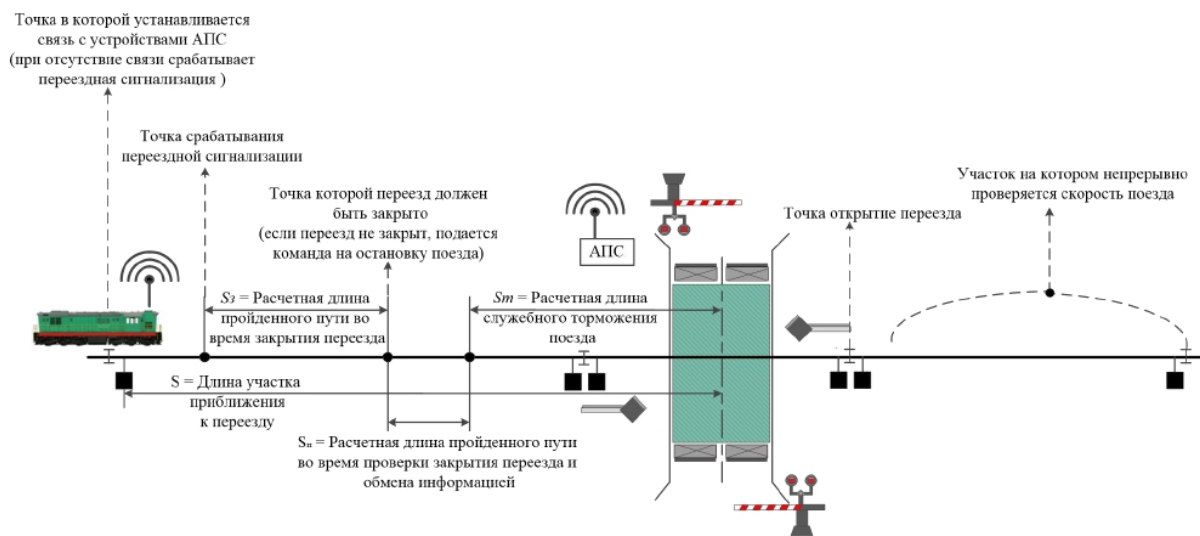 Точка в которой устанавливается
связь с устройствами АПС
(при отсутствие связи срабатывает
переездная сигнализация )
Точка срабатывания
переездной сигнализации
Точка которой переезд должен
быть закрыто
(если переезд не закрыт, подается
команда на остановку поезда)
АПС
Участок на котором непрерывно
проверяется скорость поезда
Точка открытие переезда
Sз = Расчетная длина
пройденного пути во
время закрытия переезда
Sт = Расчетная длина
служебного торможения
поезда
S = Длина участка
приближения
к переезду
Sп = Расчетная длина пройденного пути
во время проверки закрытия переезда и
обмена информацией